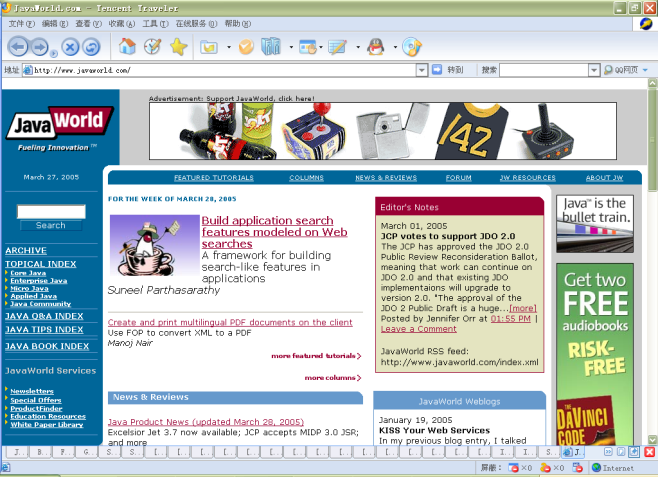 JavaWorld.com - Tencent Traveler
文件(F) 编辑(E) 查看(V) 收藏(A) 工具(T) 在线服务(Q) 帮助(H)
地址 http://www.javaworld.com/ 转到 搜索 QQ网页
Advertisement: Support JavaWorld, click here!
JavaWorld
Fueling Innovation™
March 27, 2005
FEATURED TUTORIALS COLUMNS NEWS & REVIEWS FORUM JW RESOURCES ABOUT JW
Search
ARCHIVE
TOPICAL INDEX
Core Java
Enterprise Java
Micro Java
Applied Java
Java Community
JAVA Q&A INDEX
JAVA TIPS INDEX
JAVA BOOK INDEX
JavaWorld Services
Newsletters
Special Offers
ProductFinder
Education Resources
White Paper Library
FOR THE WEEK OF MARCH 28, 2005
Build application search
features modeled on Web
searches
A framework for building
search-like features in
applications
Suneel Parthasarathy
Create and print multilingual PDF documents on the client
Use FOP to convert XML to a PDF
Manoj Nair
more featured tutorials
more columns
News & Reviews
Java Product News (updated March 28, 2005)
Excelsior Jet 3.7 now available; JCP accepts MIDP 3.0 JSR;
and more
Editor's Notes
March 01, 2005
JCP votes to support JDO 2.0
The JCP has approved the JDO 2.0
Public Review Reconsideration Ballot,
meaning that work can continue on
JDO 2.0 and that existing JDO
implementaions will upgrade to
version 2.0. "The approval of the
JDO 2 Public Draft is a huge...[more]
Posted by Jennifer Orr at 01:55 PM |
Leave a Comment
JavaWorld RSS feed:
http://www.javaworld.com/index.xml
JavaWorld Weblogs
January 19, 2005
KISS Your Web Services
In my previous blog entry, I talked
Java™ is the
bullet train.
Get two
FREE
audiobooks
RISK-
FREE
THE
DAVINCI
CODE
J.. B.. P.. G.. S.. S.. [.. [.. [.. [.. [.. [.. [.. [.. [.. [.. [.. [.. I.. I.. S.. J
屏蔽: ×0 ×0 ×0 Internet